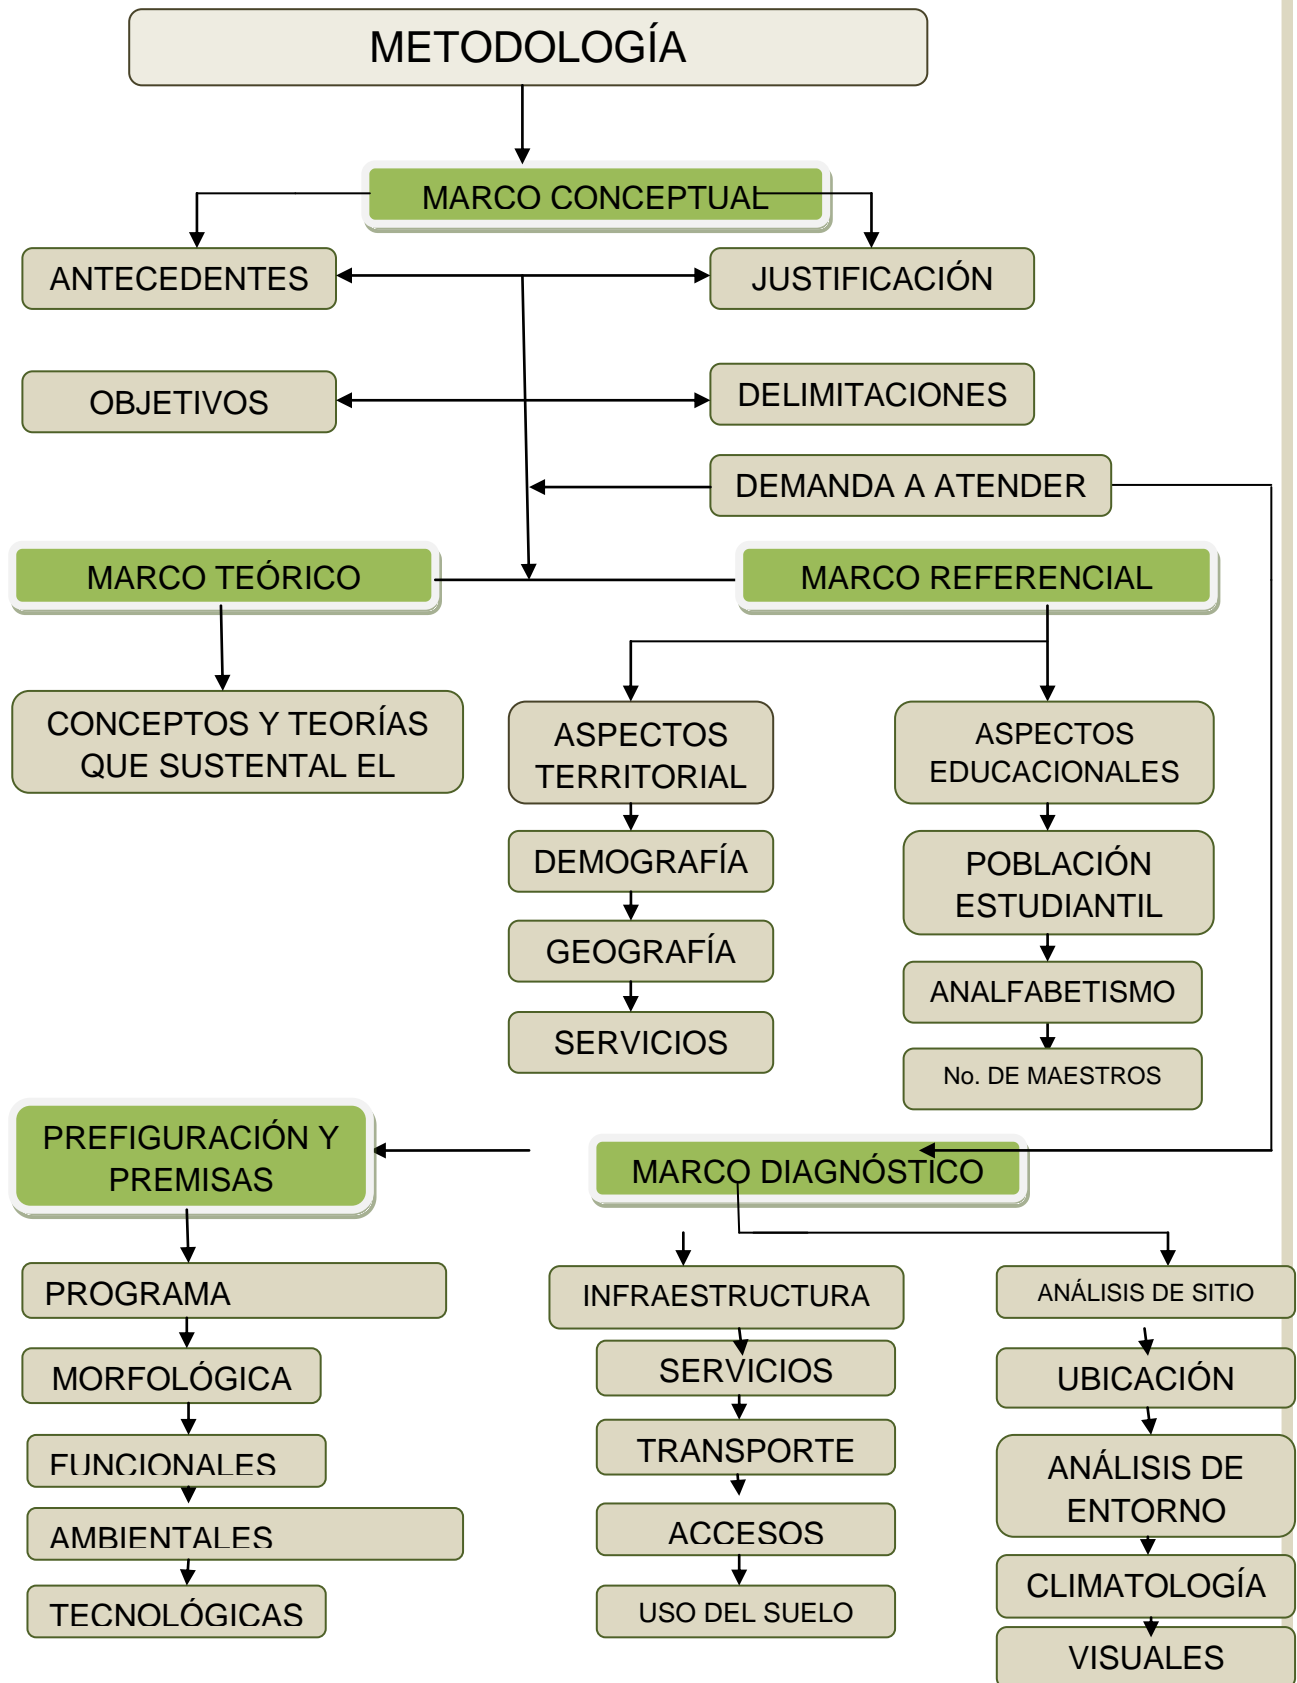 METODOLOGÍA
MARCO CONCEPTUAL
ANTECEDENTES
JUSTIFICACIÓN
OBJETIVOS
DELIMITACIONES
DEMANDA A ATENDER
MARCO TEÓRICO
MARCO REFERENCIAL
CONCEPTOS Y TEORÍAS
QUE SUSTENTAL EL
ASPECTOS
TERRITORIAL
DEMOGRAFÍA
GEOGRAFÍA
SERVICIOS
ASPECTOS
EDUCACIONALES
POBLACIÓN
ESTUDIANTIL
ANALFABETISMO
No. DE MAESTROS
PREFIGURACIÓN Y
PREMISAS
PROGRAMA
MORFOLÓGICA
FUNCIONALES
AMBIENTALES
TECNOLÓGICAS
MARCO DIAGNÓSTICO
INFRAESTRUCTURA
SERVICIOS
TRANSPORTE
ACCESOS
USO DEL SUELO
ANÁLISIS DE SITIO
UBICACIÓN
ANÁLISIS DE
ENTORNO
CLIMATOLOGÍA
VISUALES